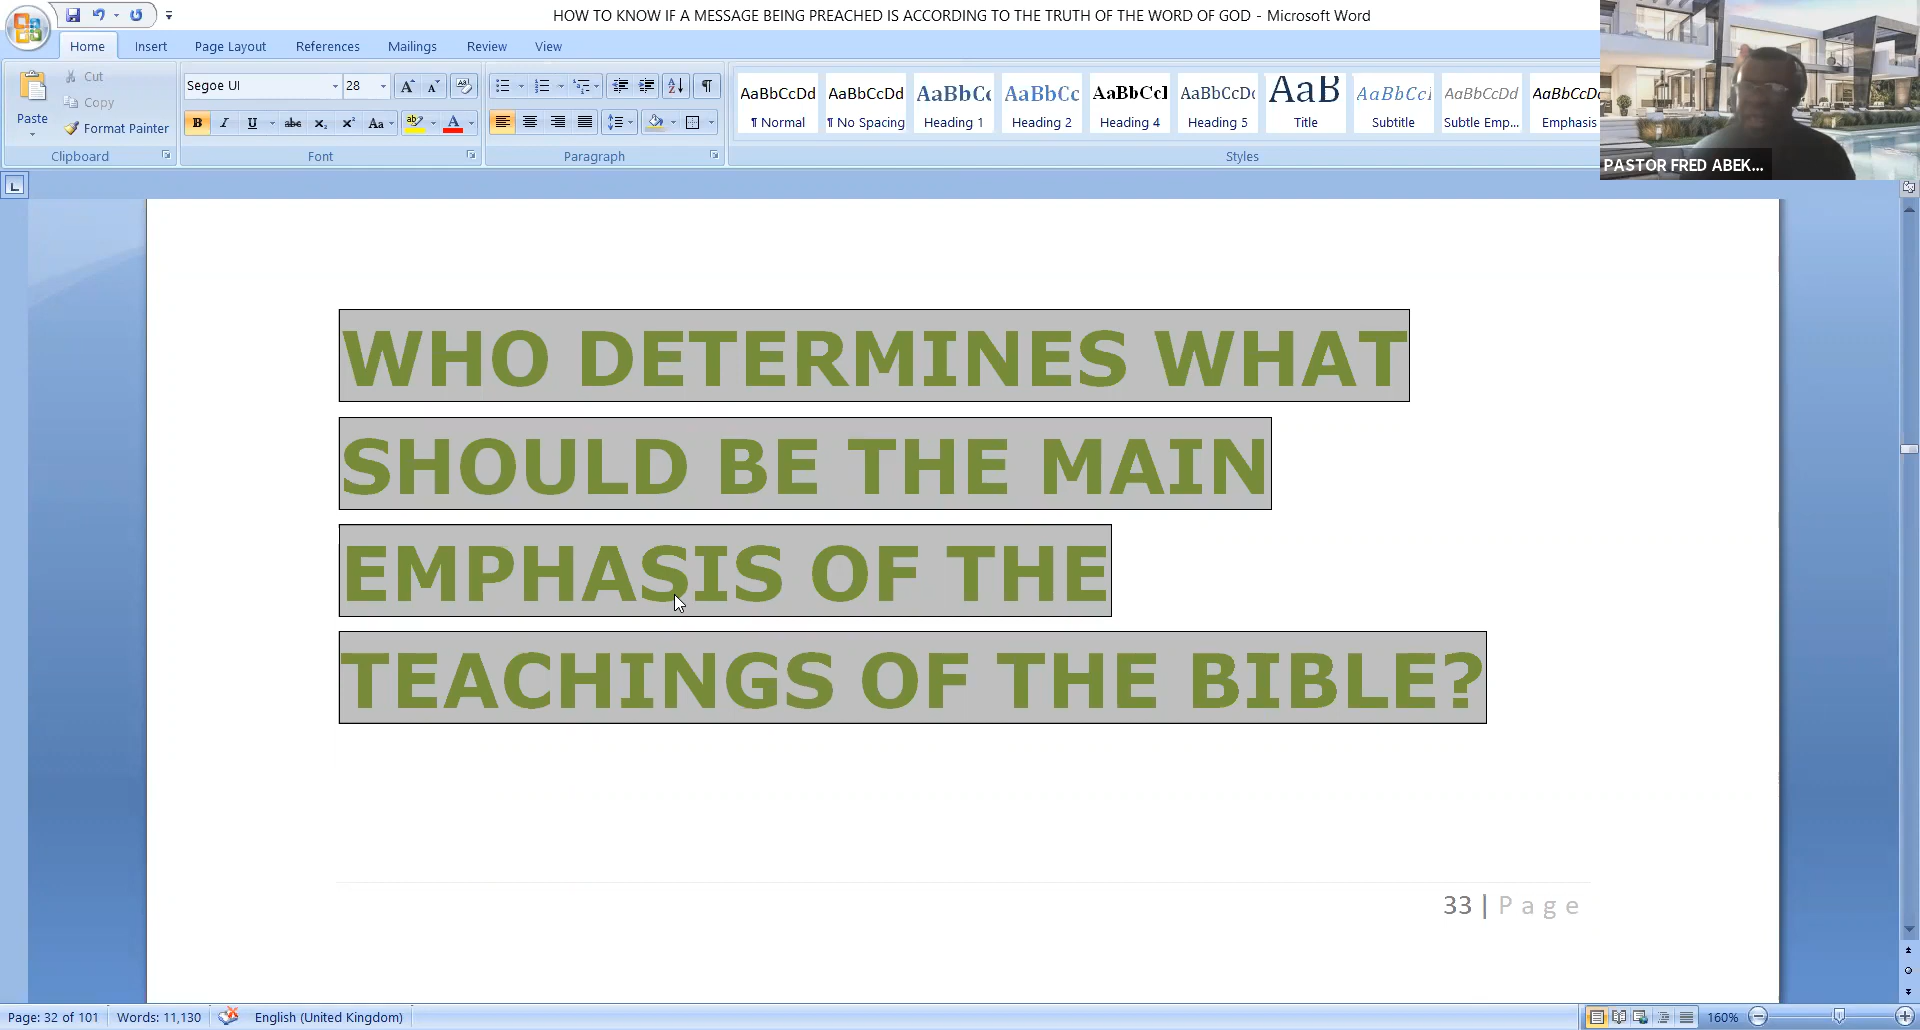 HOW TO KNOW IF A MESSAGE BEING PREACHED IS ACCORDING TO THE TRUTH OF THE WORD OF GOD - Microsoft Word
Home Insert Page Layout References Mailings Review View
Paste
Cut
Copy
Format Painter
Clipboard
Segoe UI 28
B I U abc x₂ x² Aa ab A
Font
Paragraph
AaBbCcDd AaBbCcDd AaBbCc AaBbCc AaBbCcI AaBbCcDc AaB AaBbCcI AaBbCcDd AaBbCcDc
¶ Normal ¶ No Spacing Heading 1 Heading 2 Heading 4 Heading 5 Title Subtitle Subtle Emp... Emphasis
Styles
PASTOR FRED ABEK...
WHO DETERMINES WHAT
SHOULD BE THE MAIN
EMPHASIS OF THE
TEACHINGS OF THE BIBLE?
33 | Page
Page: 32 of 101 Words: 11,130 English (United Kingdom) 160%